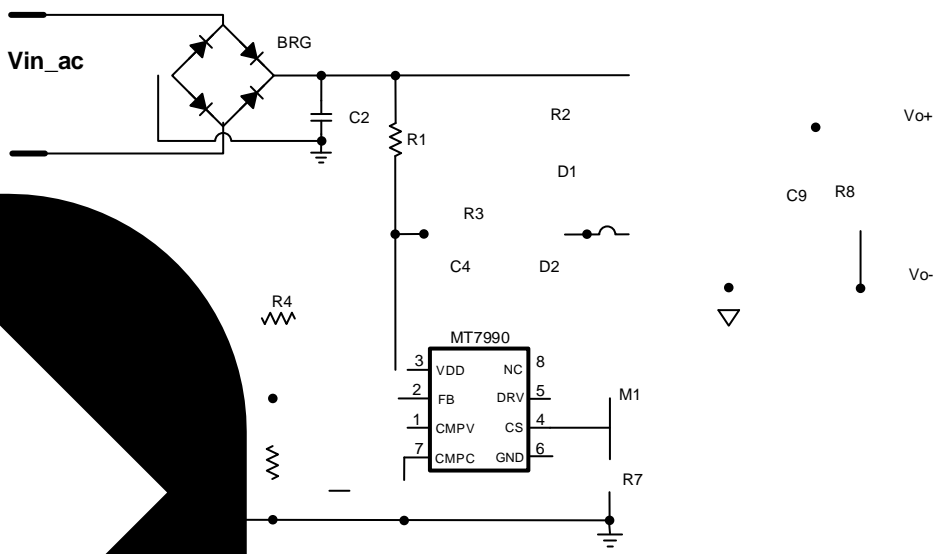 BRG
Vin_ac
C2
R1
R2
Vo+
D1
C9
R8
R3
C4
D2
Vo-
R4
MT7990
3
VDD
NC
8
2
FB
DRV
5
M1
1
CMPV
CS
4
7
CMPC
GND
6
R7